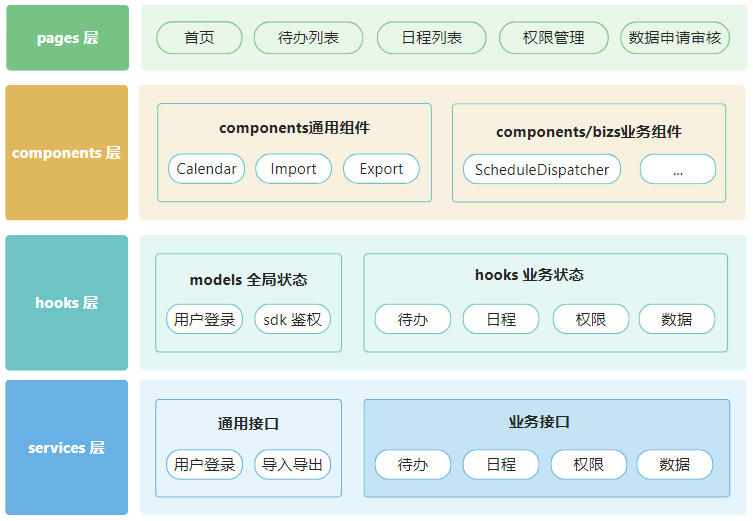 pages 层
首页
待办列表
日程列表
权限管理
数据申请审核
components 层
components通用组件
Calendar
Import
Export
components/bizs业务组件
ScheduleDispatcher
...
hooks 层
models 全局状态
用户登录
sdk 鉴权
hooks 业务状态
待办
日程
权限
数据
services 层
通用接口
用户登录
导入导出
业务接口
待办
日程
权限
数据